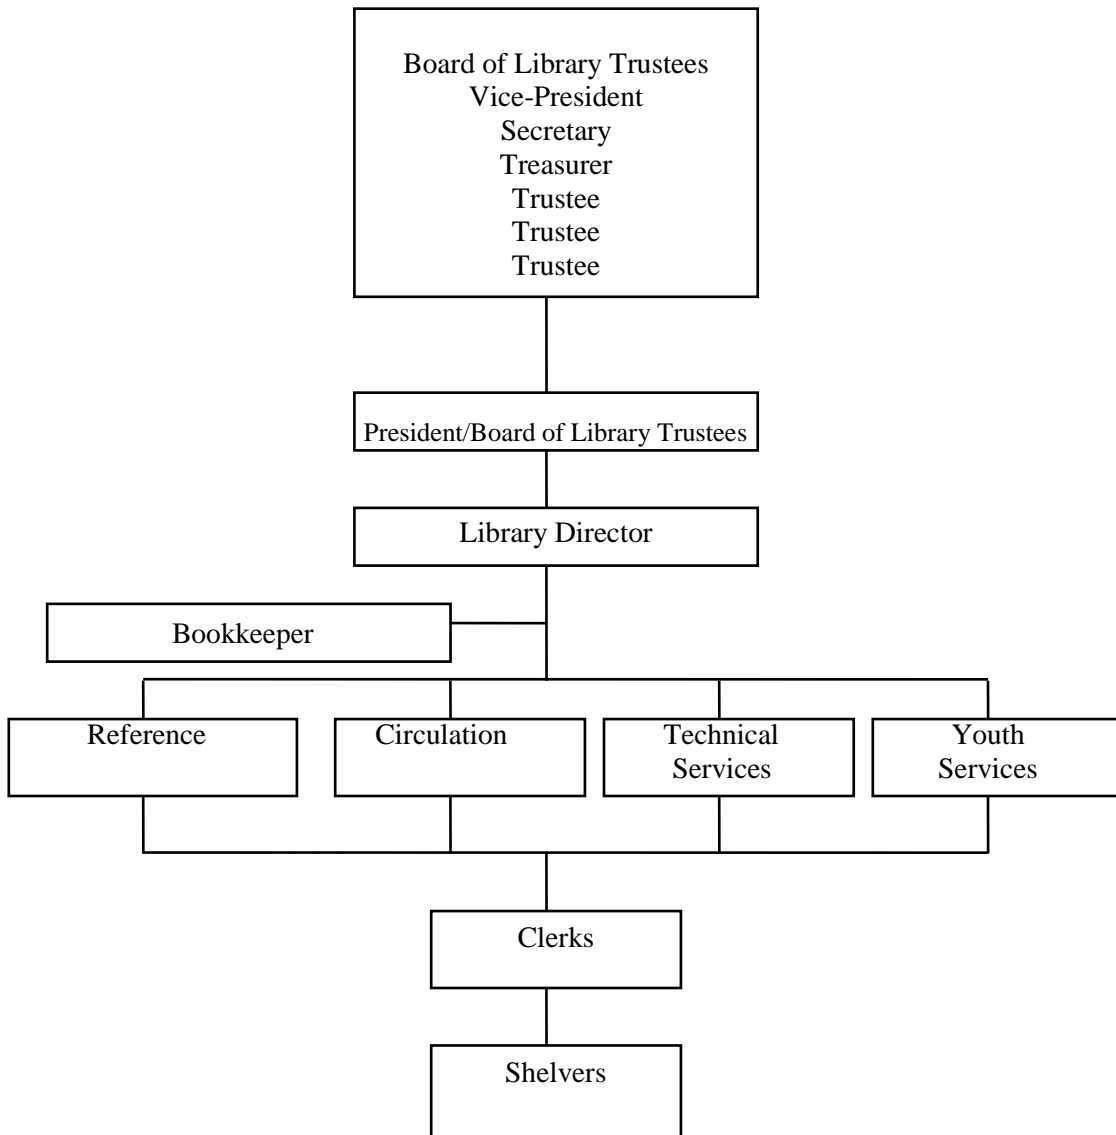 Board of Library Trustees
Vice-President
Secretary
Treasurer
Trustee
Trustee
Trustee
President/Board of Library Trustees
Library Director
Bookkeeper
Reference
Circulation
Technical
Services
Youth
Services
Clerks
Shelvers